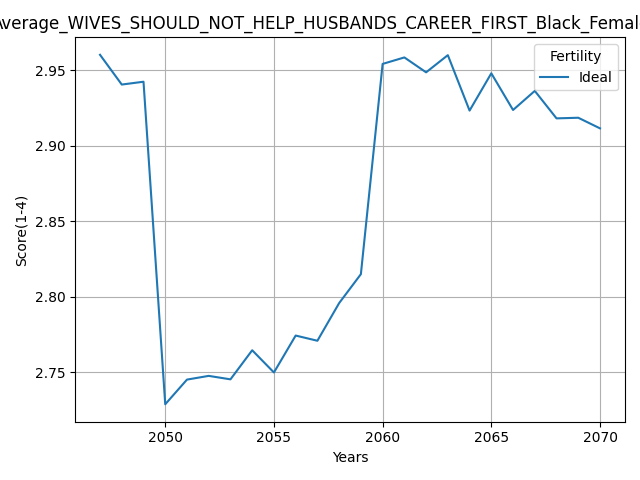 Average_WIVES_SHOULD_NOT_HELP_HUSBANDS_CAREER_FIRST_Black_Femal
Fertility
Ideal
2.95
2.90
2.85
2.80
2.75
Score(1-4)
2050 2055 2060 2065 2070
Years